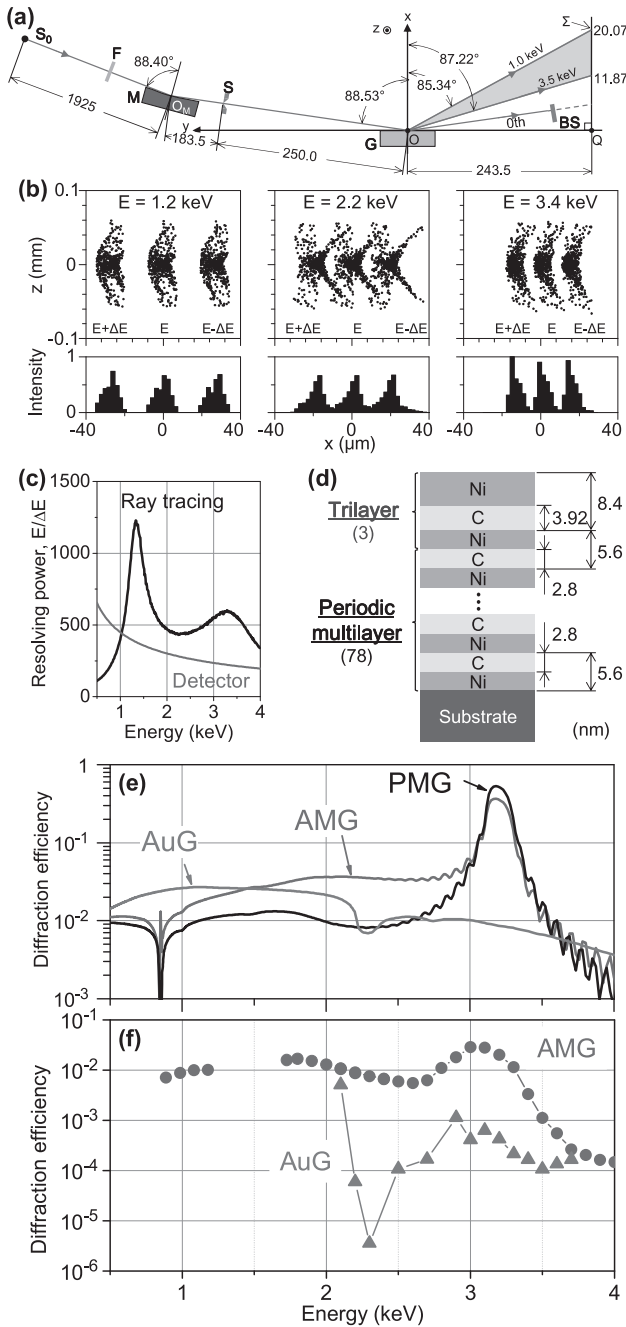 (a)
S₀
F
M
88.40°
O_M
S
1925
183.5
y
250.0
88.53°
x
z
87.22°
85.34°
1.0 keV
3.5 keV
0th
Σ
20.07
11.87
BS
G
O
Q
243.5
(b)
E = 1.2 keV
E = 2.2 keV
E = 3.4 keV
z (mm)
0.1
0
-0.1
E+ΔE E E-ΔE
E+ΔE E E-ΔE
E+ΔE E E-ΔE
Intensity
1
0
-40 0 40
-40 0 40
-40 0 40
x (μm)
(c)
Resolving power, E/ΔE
1500
1000
500
0
Ray tracing
Detector
1 2 3 4
Energy (keV)
(d)
Trilayer
(3)
Periodic
multilayer
(78)
Ni
C
Ni
C
Ni
C
Ni
C
Ni
Substrate
3.92
8.4
5.6
2.8
2.8
5.6
(nm)
(e)
Diffraction efficiency
1
10⁻¹
10⁻²
10⁻³
AuG
AMG
PMG
1 2 3 4
(f)
Diffraction efficiency
10⁻¹
10⁻²
10⁻³
10⁻⁴
10⁻⁵
10⁻⁶
AMG
AuG
1 2 3 4
Energy (keV)